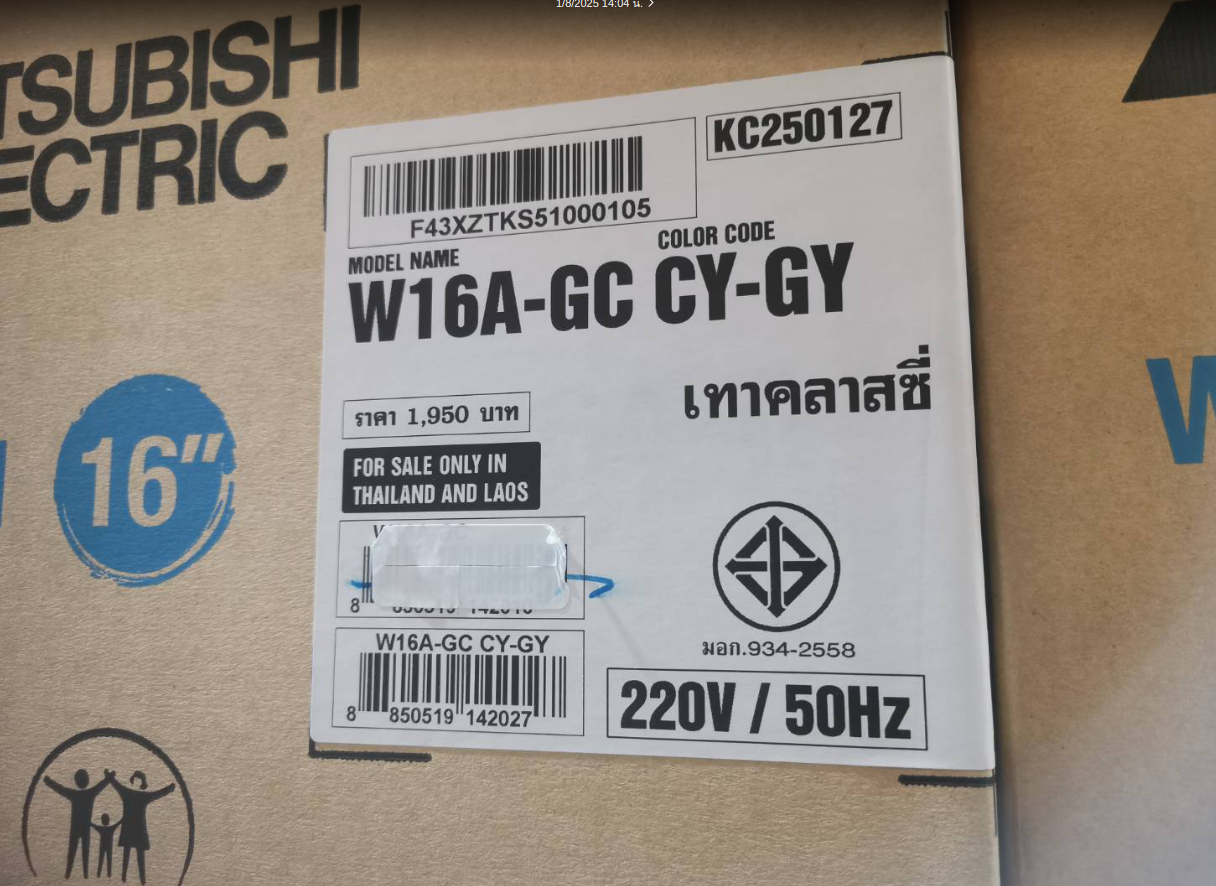 1/8/2025 14:04 น.
TSUBISHI
ECTRIC
KC250127
F43XZTKS51000105
MODEL NAME
COLOR CODE
W16A-GC CY-GY
เทาคลาสซี่
ราคา 1,950 บาท
FOR SALE ONLY IN
THAILAND AND LAOS
16"
W
8 850519
W16A-GC CY-GY
8 850519 142027
มอก.934-2558
220V / 50Hz